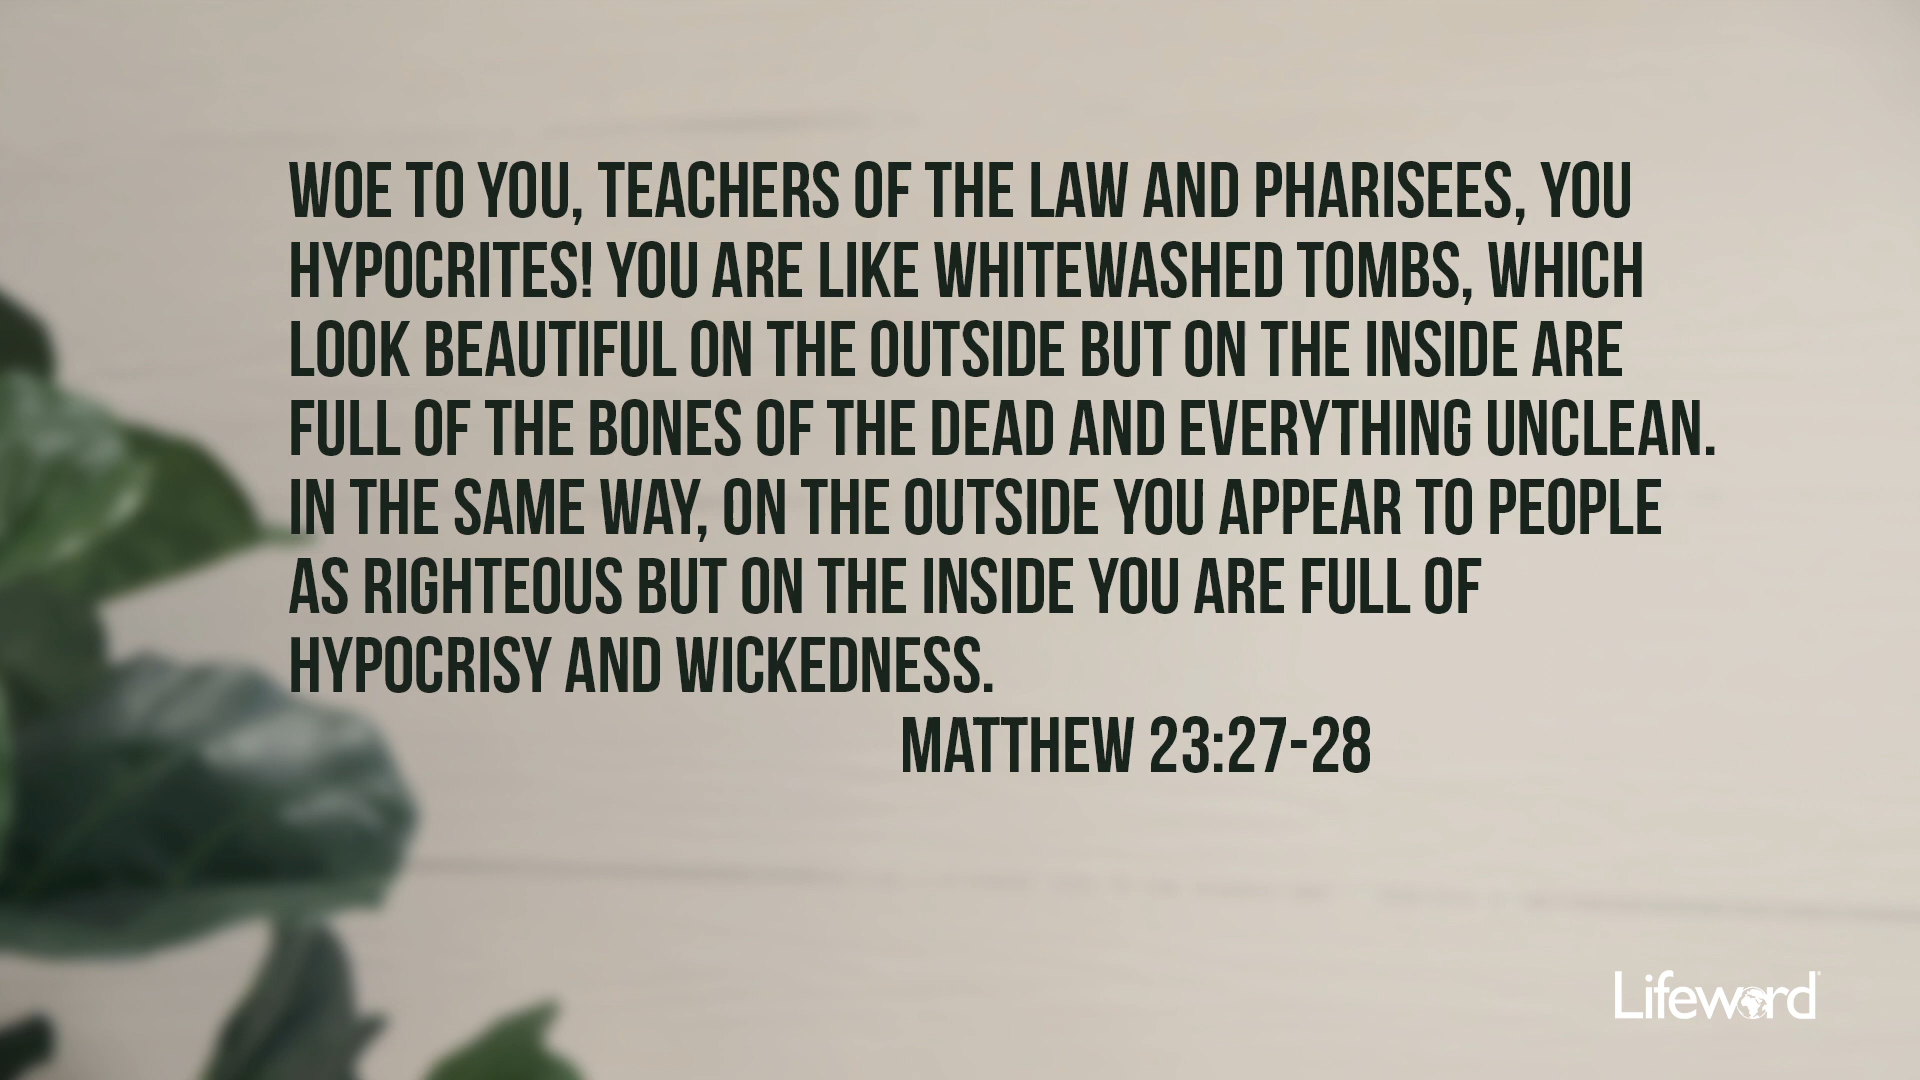 WOE TO YOU, TEACHERS OF THE LAW AND PHARISEES, YOU
HYPOCRITES! YOU ARE LIKE WHITEWASHED TOMBS, WHICH
LOOK BEAUTIFUL ON THE OUTSIDE BUT ON THE INSIDE ARE
FULL OF THE BONES OF THE DEAD AND EVERYTHING UNCLEAN.
IN THE SAME WAY, ON THE OUTSIDE YOU APPEAR TO PEOPLE
AS RIGHTEOUS BUT ON THE INSIDE YOU ARE FULL OF
HYPOCRISY AND WICKEDNESS.
MATTHEW 23:27-28
Lifeword